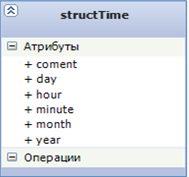 structTime
Атрибуты
+ coment
+ day
+ hour
+ minute
+ month
+ year
Операции